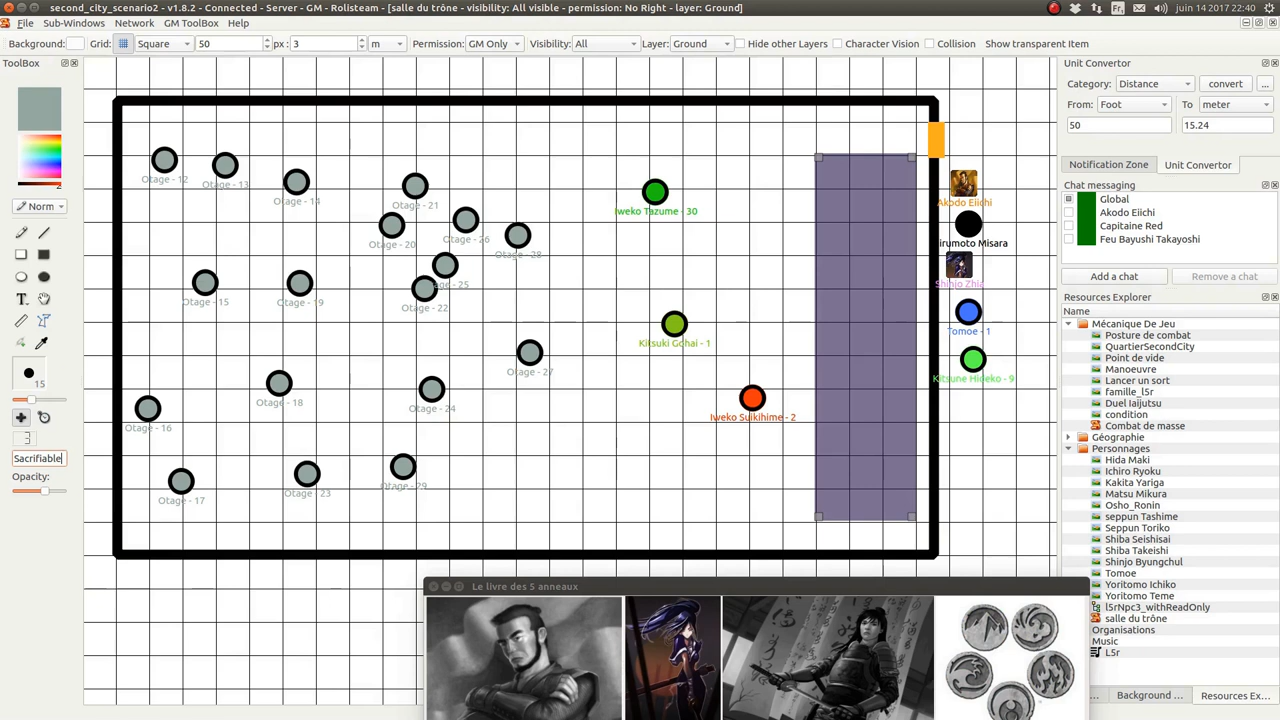 second_city_scenario2 - v1.8.2 - Connected - Server - GM - Rolisteam - [salle du trône - visibility: All visible - permission: No Right - layer: Ground]
Fr
juin 14 2017 22:40
File Sub-Windows Network GM ToolBox Help
Background: Grid: Square 50 px : 3 m Permission: GM Only Visibility: All Layer: Ground Hide other Layers Character Vision Collision Show transparent Item
ToolBox
Norm
15
Sacrifiable
Opacity:
Otage - 12
Otage - 13
Otage - 14
Otage - 21
Otage - 20
Otage - 26
Otage - 28
Otage - 15
Otage - 19
Otage - 22
age - 25
Otage - 27
Otage - 18
Otage - 24
Otage - 16
Otage - 17
Otage - 23
Otage - 29
Iweko Tazume - 30
Kitsuki Gohai - 1
Iweko Suikihime - 2
Akodo Eiichi
irumoto Misara
Shinjo Zhia
Tomoe - 1
Kitsune Hideko - 9
Le livre des 5 anneaux
Unit Convertor
Category: Distance convert ...
From: Foot To meter
50 15.24
Notification Zone Unit Convertor
Chat messaging
Global
Akodo Eiichi
Capitaine Red
Feu Bayushi Takayoshi
Add a chat Remove a chat
Resources Explorer
Name
Mécanique De Jeu
Posture de combat
QuartierSecondCity
Point de vide
Manoeuvre
Lancer un sort
famille_l5r
Duel Iaijutsu
condition
Combat de masse
Géographie
Personnages
Hida Maki
Ichiro Ryoku
Kakita Yariga
Matsu Mikura
Osho_Ronin
seppun Tashime
Seppun Toriko
Shiba Seishisai
Shiba Takeishi
Shinjo Byungchul
Tomoe
Yoritomo Ichiko
Yoritomo Teme
l5rNpc3_withReadOnly
salle du trône
Organisations
Music
L5r
... Background ... Resources Ex...